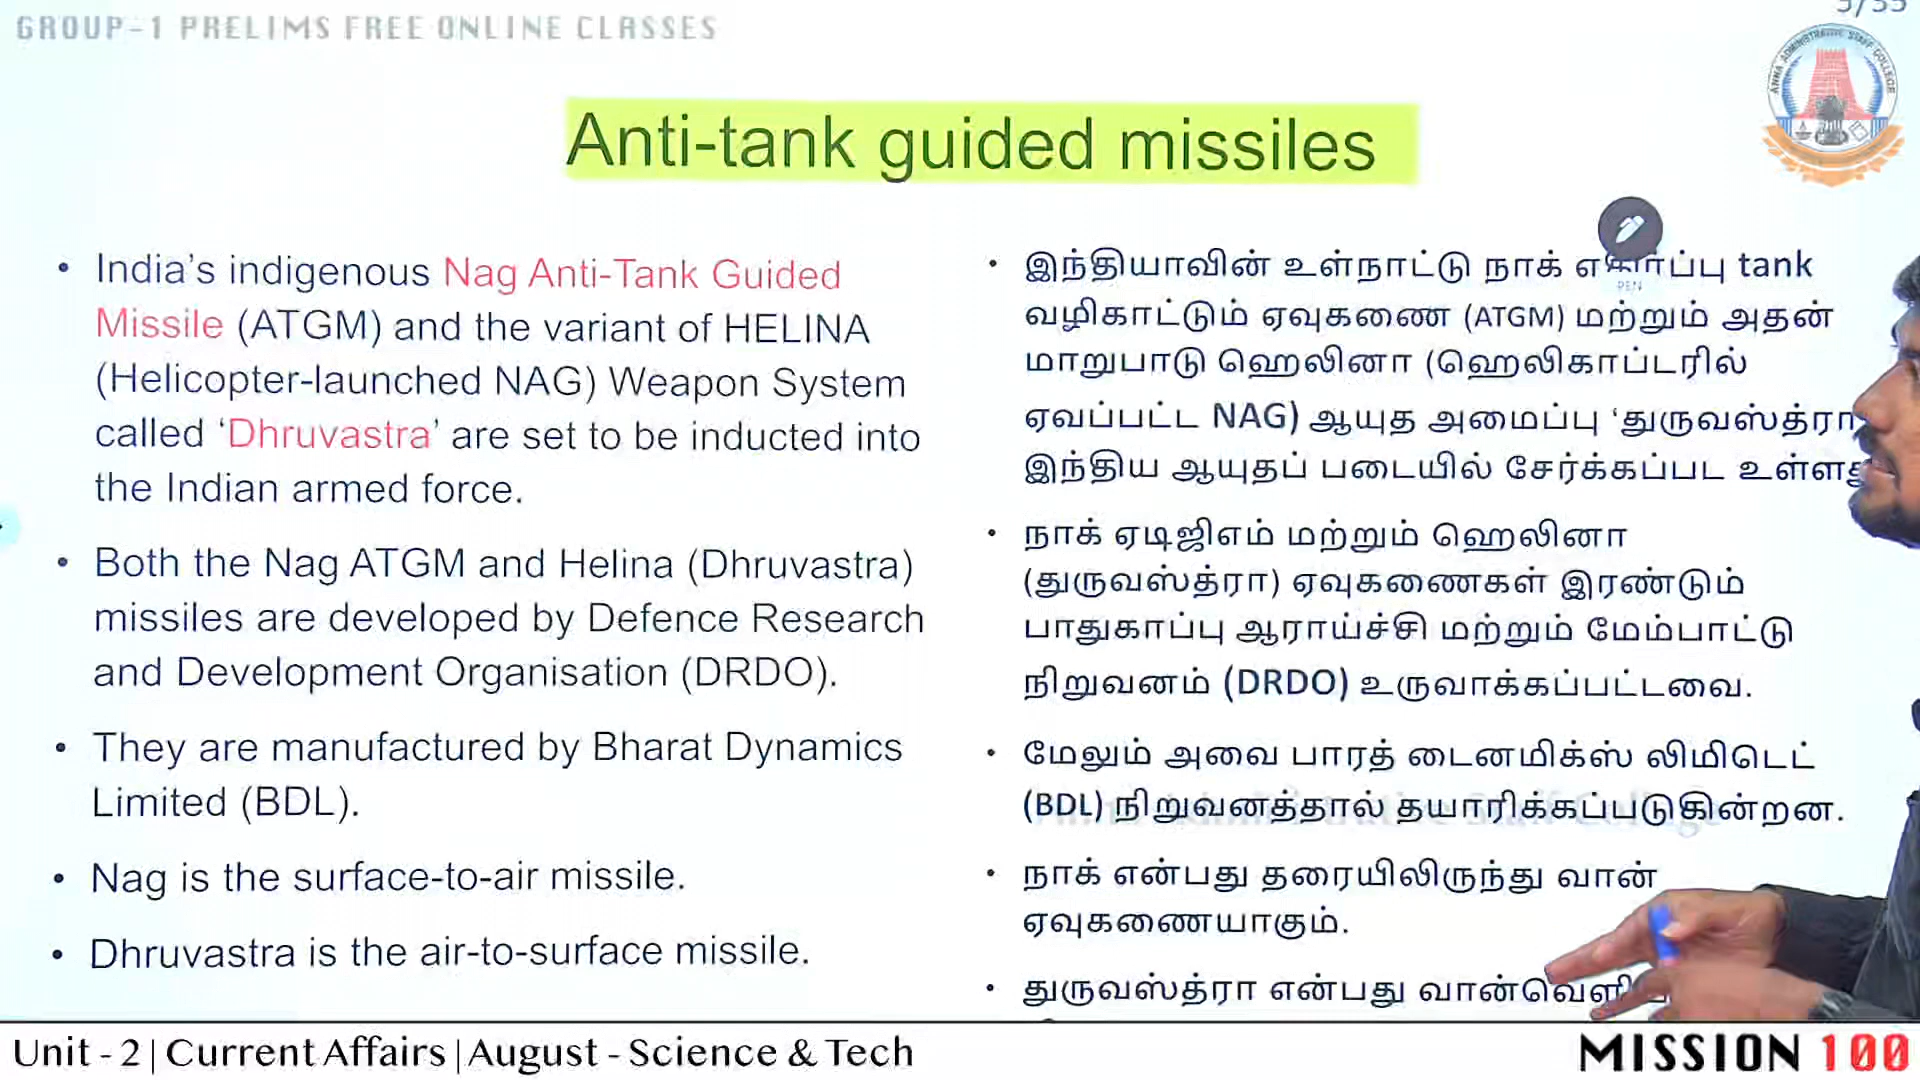 GROUP-1 PRELIMS FREE ONLINE CLASSES
ANNA ADMINISTRATIVE STAFF COLLEGE
Anti-tank guided missiles
• India’s indigenous Nag Anti-Tank Guided
Missile (ATGM) and the variant of HELINA
(Helicopter-launched NAG) Weapon System
called ‘Dhruvastra’ are set to be inducted into
the Indian armed force.
• Both the Nag ATGM and Helina (Dhruvastra)
missiles are developed by Defence Research
and Development Organisation (DRDO).
• They are manufactured by Bharat Dynamics
Limited (BDL).
• Nag is the surface-to-air missile.
• Dhruvastra is the air-to-surface missile.
PEN
• இந்தியாவின் உள்நாட்டு நாக் tank
வழிகாட்டும் ஏவுகணை (ATGM) மற்றும் அதன்
மாறுபாடு ஹெலினா (ஹெலிகாப்டரில்
ஏவப்பட்ட NAG) ஆயுத அமைப்பு ‘துருவஸ்த்ரா
இந்திய ஆயுதப் படையில் சேர்க்கப்பட
• நாக் ஏடிஜிஎம் மற்றும் ஹெலினா
(துருவஸ்த்ரா) ஏவுகணைகள் இரண்டும்
பாதுகாப்பு ஆராய்ச்சி மற்றும் மேம்பாட்டு
நிறுவனம் (DRDO) உருவாக்கப்பட்டவை.
• மேலும் அவை பாரத் டைனமிக்ஸ் லிமிடெட்
(BDL) நிறுவனத்தால் தயாரிக்கப்படுகின்றன.
• நாக் என்பது தரையிலிருந்து வான்
ஏவுகணையாகும்.
• துருவஸ்த்ரா என்பது
Unit - 2 | Current Affairs | August - Science & Tech
MISSION 100